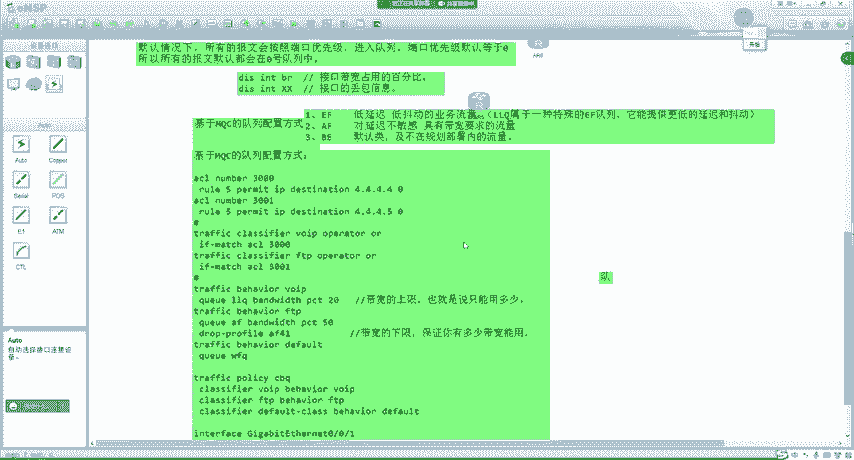 eNSP
默认情况下，所有的报文会按照端口优先级，进入队列，端口优先级默认等于0
所以所有的报文默认都会在0号队列中。
dis int br  // 接口带宽占用的百分比。
dis int XX  // 接口的丢包信息。
基于MQC的队列配置方式
1、EF    低延迟 低抖动的业务流量。（LLQ属于一种特殊的EF队列，它能提供更低的延迟和抖动）
2、AF    对延迟不敏感 具有带宽要求的流量
3、BE    默认类，及不在规划部署内的流量。
基于MQC的队列配置方式：
acl number 3000
rule 5 permit ip destination 4.4.4.4 0
acl number 3001
rule 5 permit ip destination 4.4.4.5 0
#
traffic classifier voip operator or
if-match acl 3000
traffic classifier ftp operator or
if-match acl 3001
#
traffic behavior voip
queue llq bandwidth pct 20   //带宽的上限，也就是说只能用多少。
traffic behavior ftp
queue af bandwidth pct 50
drop-profile af41          //带宽的下限，保证你有多少带宽能用。
traffic behavior default
queue wfq
traffic policy cbq
classifier voip behavior voip
classifier ftp behavior ftp
classifier default-class behavior default
interface GigabitEthernet0/0/1
队
Auto
Copper
Serial
POS
E1
ATM
CTL
Auto
自动选择接口连接设备。